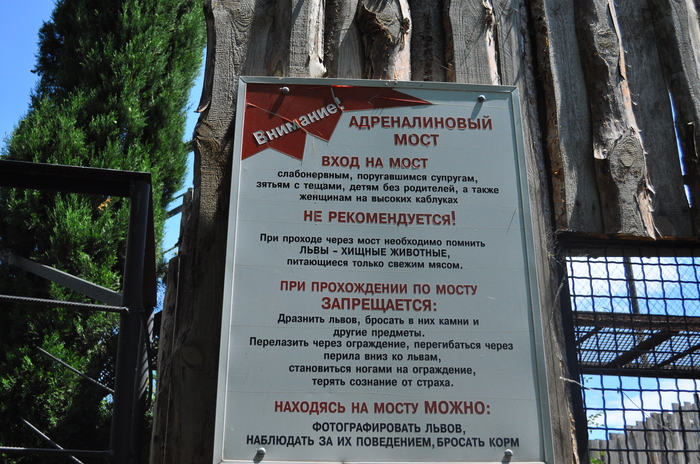 Внимание!
АДРЕНАЛИНОВЫЙ
МОСТ
ВХОД НА МОСТ
слабонервным, поругавшимся супругам,
зятьям с тещами, детям без родителей, а также
женщинам на высоких каблуках
НЕ РЕКОМЕНДУЕТСЯ!
При проходе через мост необходимо помнить
ЛЬВЫ - ХИЩНЫЕ ЖИВОТНЫЕ,
питающиеся только свежим мясом.
ПРИ ПРОХОЖДЕНИИ ПО МОСТУ
ЗАПРЕЩАЕТСЯ:
Дразнить львов, бросать в них камни и
другие предметы.
Перелазить через ограждение, перегибаться через
перила вниз ко львам,
становиться ногами на ограждение,
терять сознание от страха.
НАХОДЯСЬ НА МОСТУ МОЖНО:
ФОТОГРАФИРОВАТЬ ЛЬВОВ,
НАБЛЮДАТЬ ЗА ИХ ПОВЕДЕНИЕМ, БРОСАТЬ КОРМ